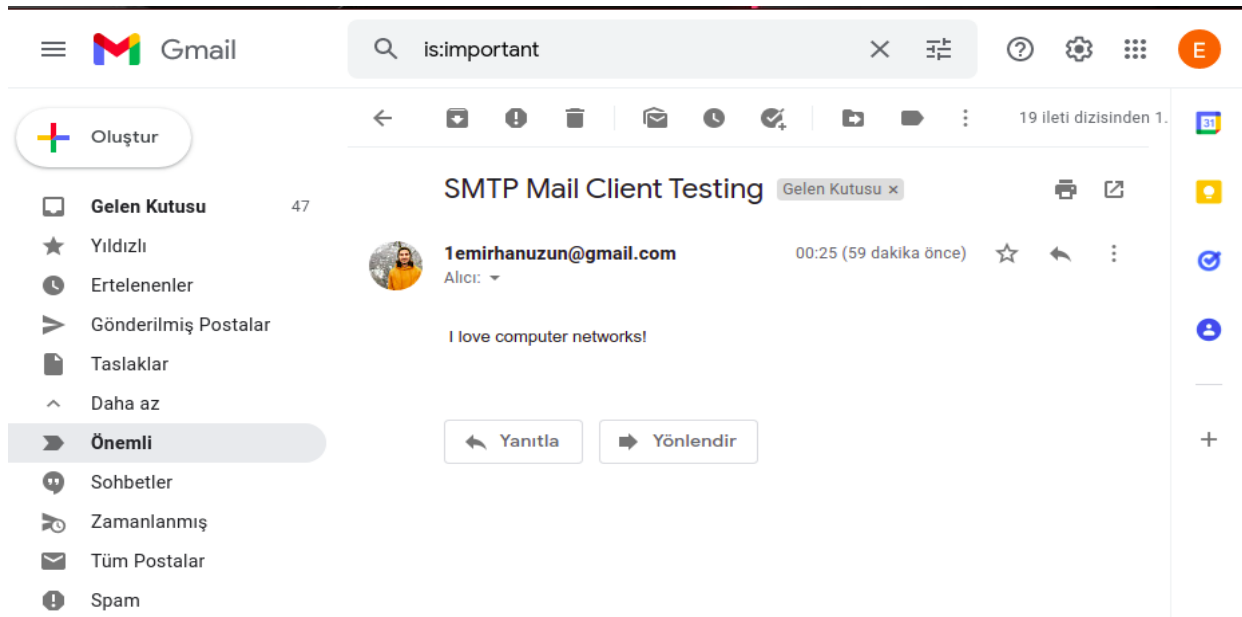 Gmail
is:important
E
Oluştur
19 ileti dizisinden 1.
31
SMTP Mail Client Testing Gelen Kutusu ×
Gelen Kutusu 47
1emirhanuzun@gmail.com 00:25 (59 dakika önce)
Yıldızlı
Alıcı:
Ertelenenler
Gönderilmiş Postalar
I love computer networks!
Taslaklar
Daha az
Önemli
Yanıtla Yönlendir
Sohbetler
Zamanlanmış
Tüm Postalar
Spam